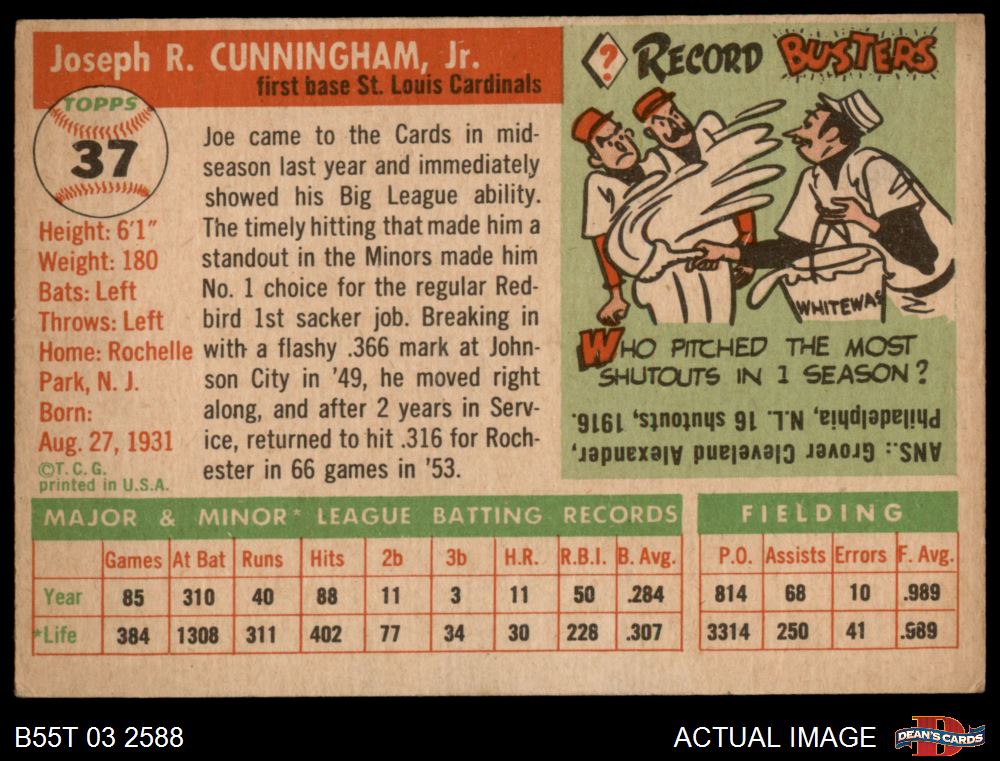 Joseph R. CUNNINGHAM, Jr.
first base St. Louis Cardinals
TOPPS
37
Height: 6'1"
Weight: 180
Bats: Left
Throws: Left
Home: Rochelle
Park, N. J.
Born:
Aug. 27, 1931
©T. C. G.
printed in U.S.A.
Joe came to the Cards in mid-
season last year and immediately
showed his Big League ability.
The timely hitting that made him a
standout in the Minors made him
No. 1 choice for the regular Red-
bird 1st sacker job. Breaking in
with a flashy .366 mark at John-
son City in '49, he moved right
along, and after 2 years in Serv-
ice, returned to hit .316 for Roch-
ester in 66 games in '53.
? RECORD BUSTERS
WHITEWAS
WHO PITCHED THE MOST
SHUTOUTS IN 1 SEASON?
ANS.: Grover Cleveland Alexander,
Philadelphia, N.L. 16 shutouts, 1916.
MAJOR & MINOR* LEAGUE BATTING RECORDS
Games At Bat Runs Hits 2b 3b H.R. R.B.I. B. Avg.
Year 85 310 40 88 11 3 11 50 .284
*Life 384 1308 311 402 77 34 30 228 .307
FIELDING
P.O. Assists Errors F. Avg.
814 68 10 .989
3314 250 41 .989
B55T 03 2588
ACTUAL IMAGE
D
DEAN'S CARDS